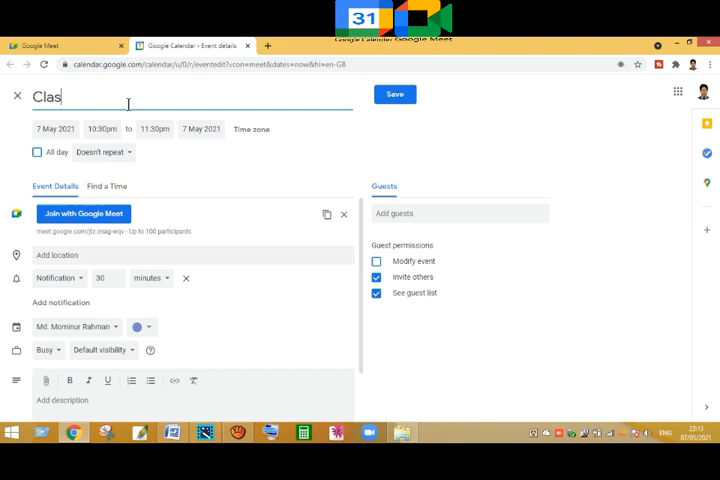 31
Google Calendar Google Meet
Google Meet
Google Calendar - Event details
calendar.google.com/calendar/u/0/r/eventedit?vcon=meet&dates=now&hl=en-GB
Clas
Save
7 May 2021 10:30pm to 11:30pm 7 May 2021 Time zone
All day Doesn't repeat
Event Details Find a Time
Guests
Join with Google Meet
Add guests
Up to 100 participants
Guest permissions
Add location
Modify event
Notification 30 minutes
Invite others
See guest list
Add notification
Md. Mominur Rahman
Busy Default visibility
B I U
Add description
ENG
22:13
07/05/2021